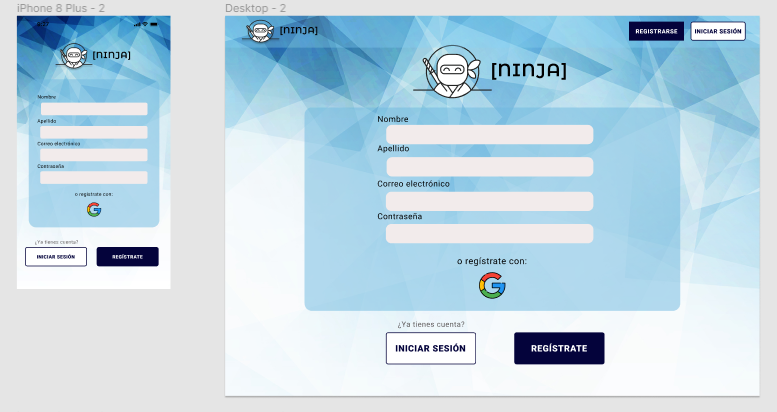 iPhone 8 Plus - 2
[NINJA]
Nombre
Apellido
Correo electrónico
Contraseña
o regístrate con:
¿Ya tienes cuenta?
INICIAR SESIÓN
REGÍSTRATE
Desktop - 2
[NINJA]
REGISTRARSE
INICIAR SESIÓN
[NINJA]
Nombre
Apellido
Correo electrónico
Contraseña
o regístrate con:
¿Ya tienes cuenta?
INICIAR SESIÓN
REGÍSTRATE